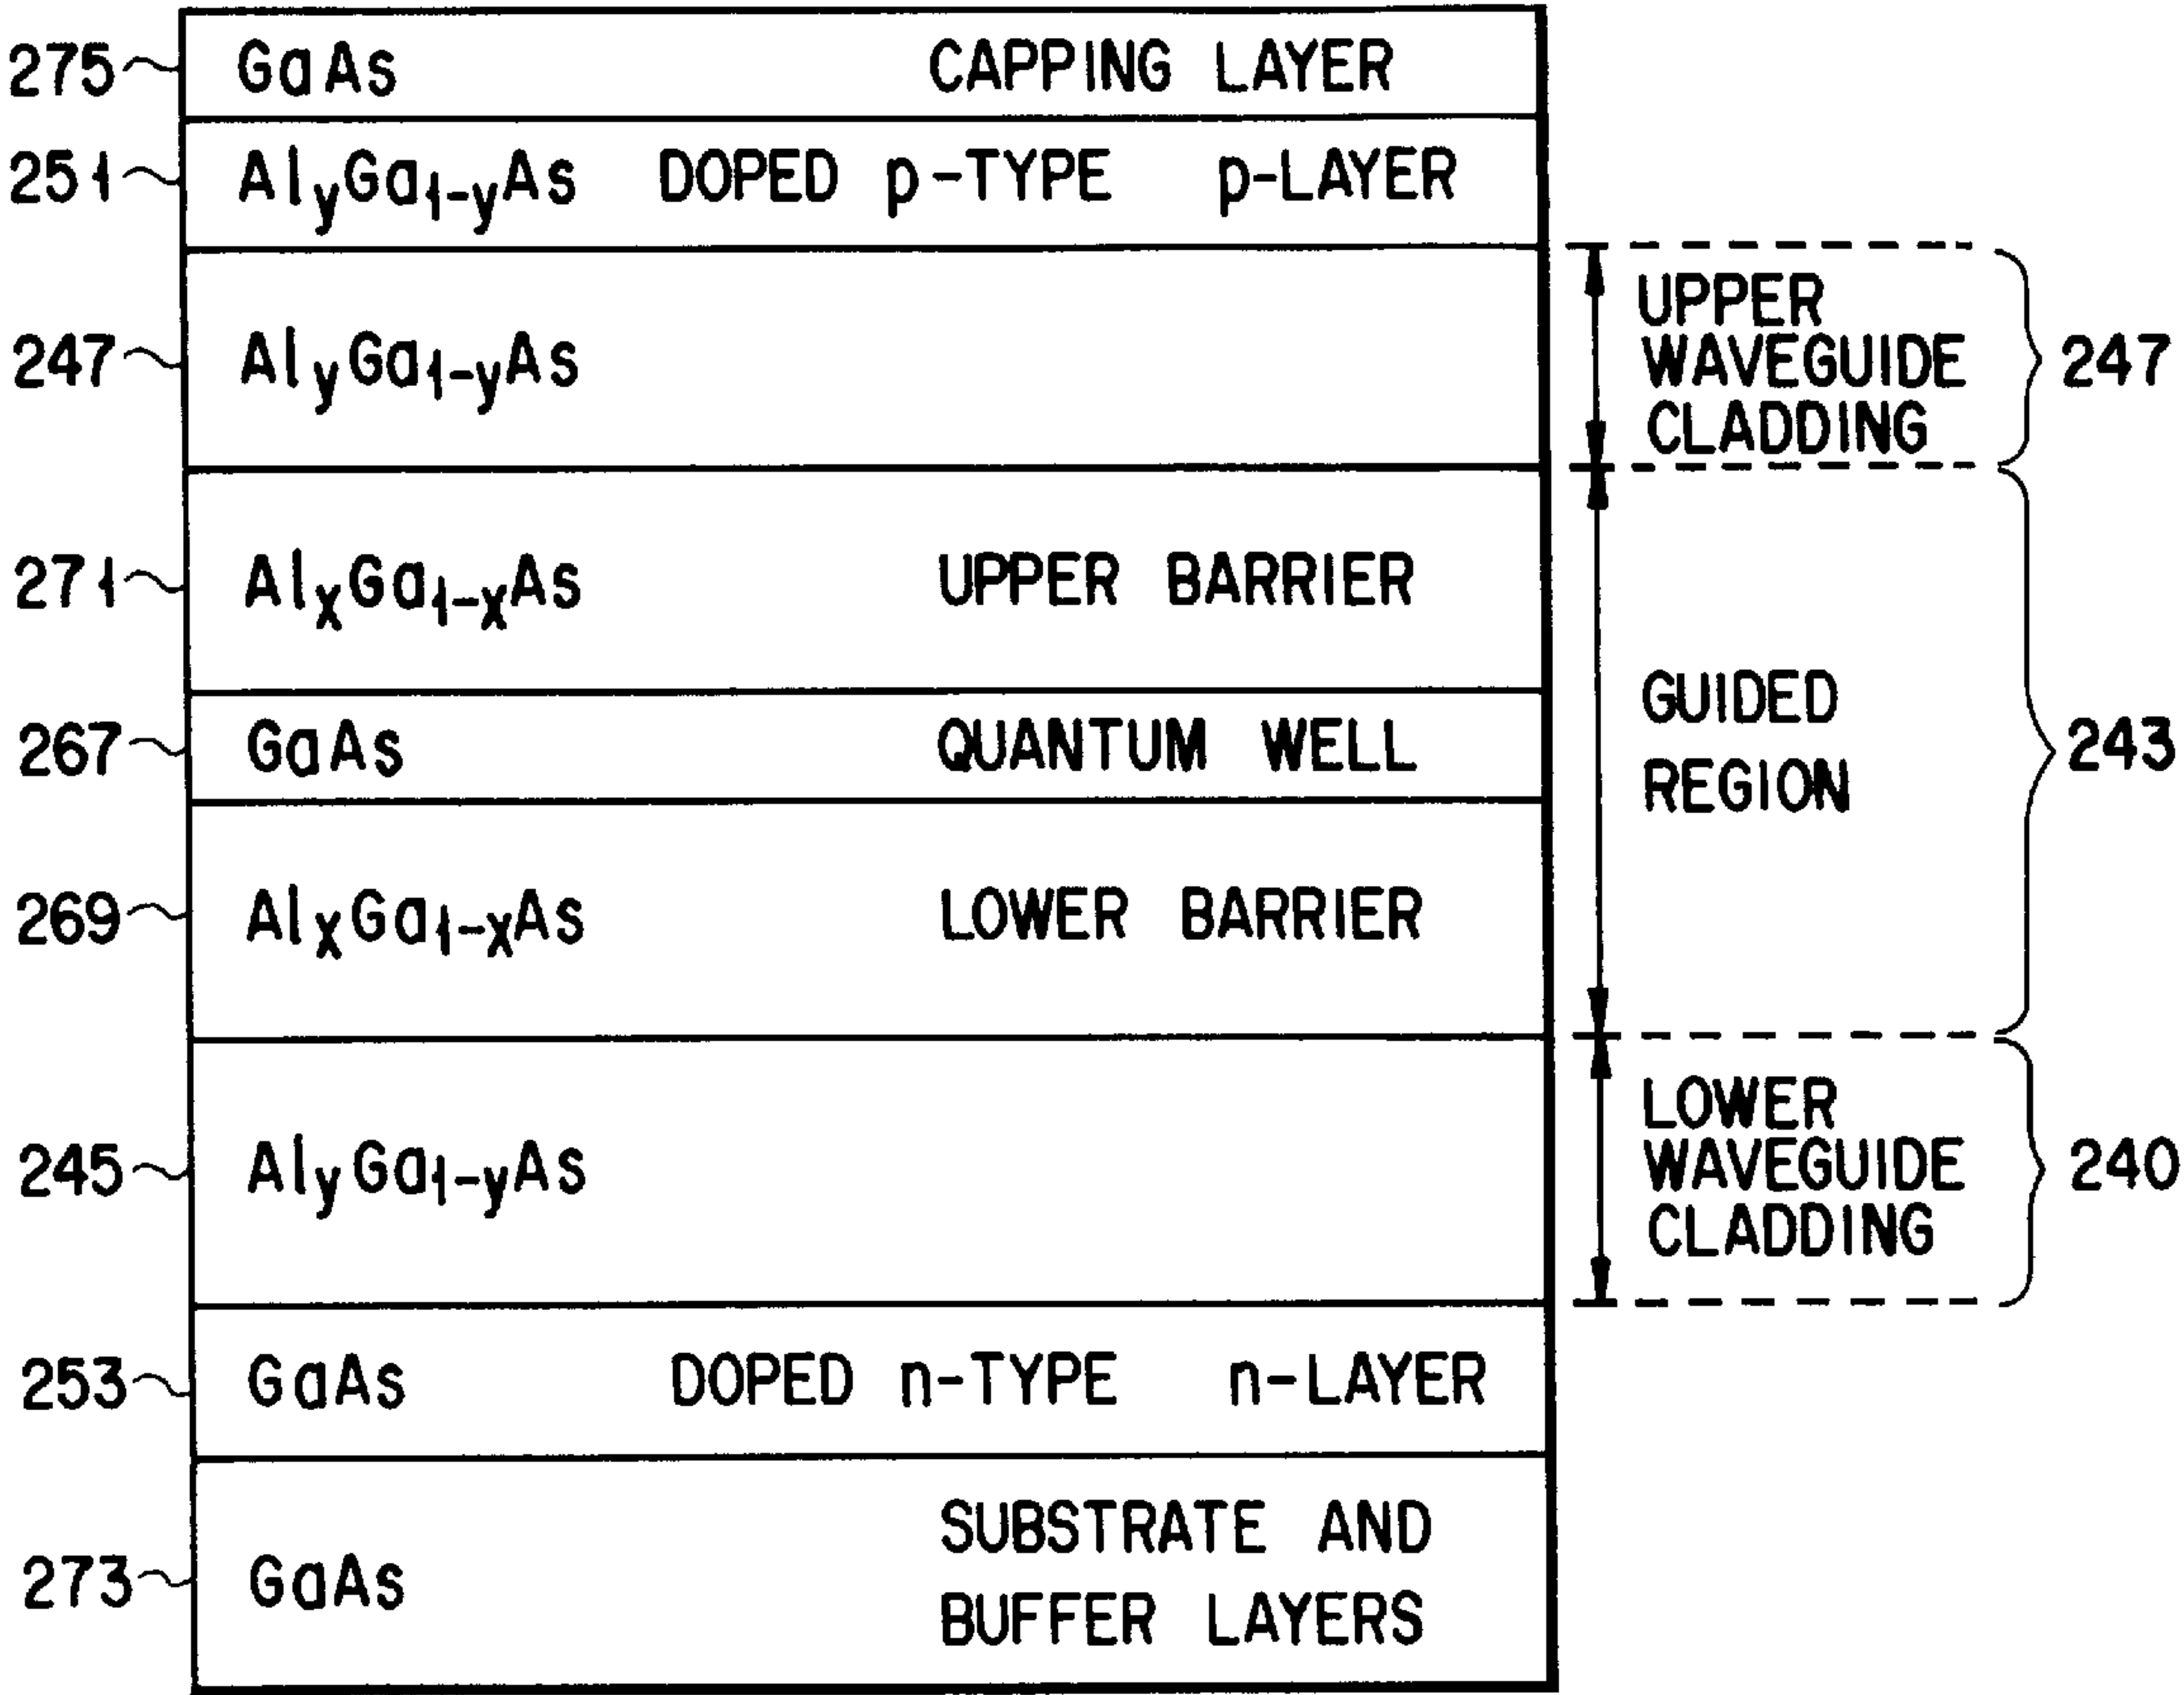 275 GaAs CAPPING LAYER
251 AlyGa1-yAs DOPED p-TYPE p-LAYER
247 AlyGa1-yAs
UPPER
WAVEGUIDE
CLADDING
247
271 AlxGa1-xAs UPPER BARRIER
267 GaAs QUANTUM WELL
269 AlxGa1-xAs LOWER BARRIER
GUIDED
REGION
243
245 AlyGa1-yAs
LOWER
WAVEGUIDE
CLADDING
240
253 GaAs DOPED n-TYPE n-LAYER
273 GaAs
SUBSTRATE AND
BUFFER LAYERS